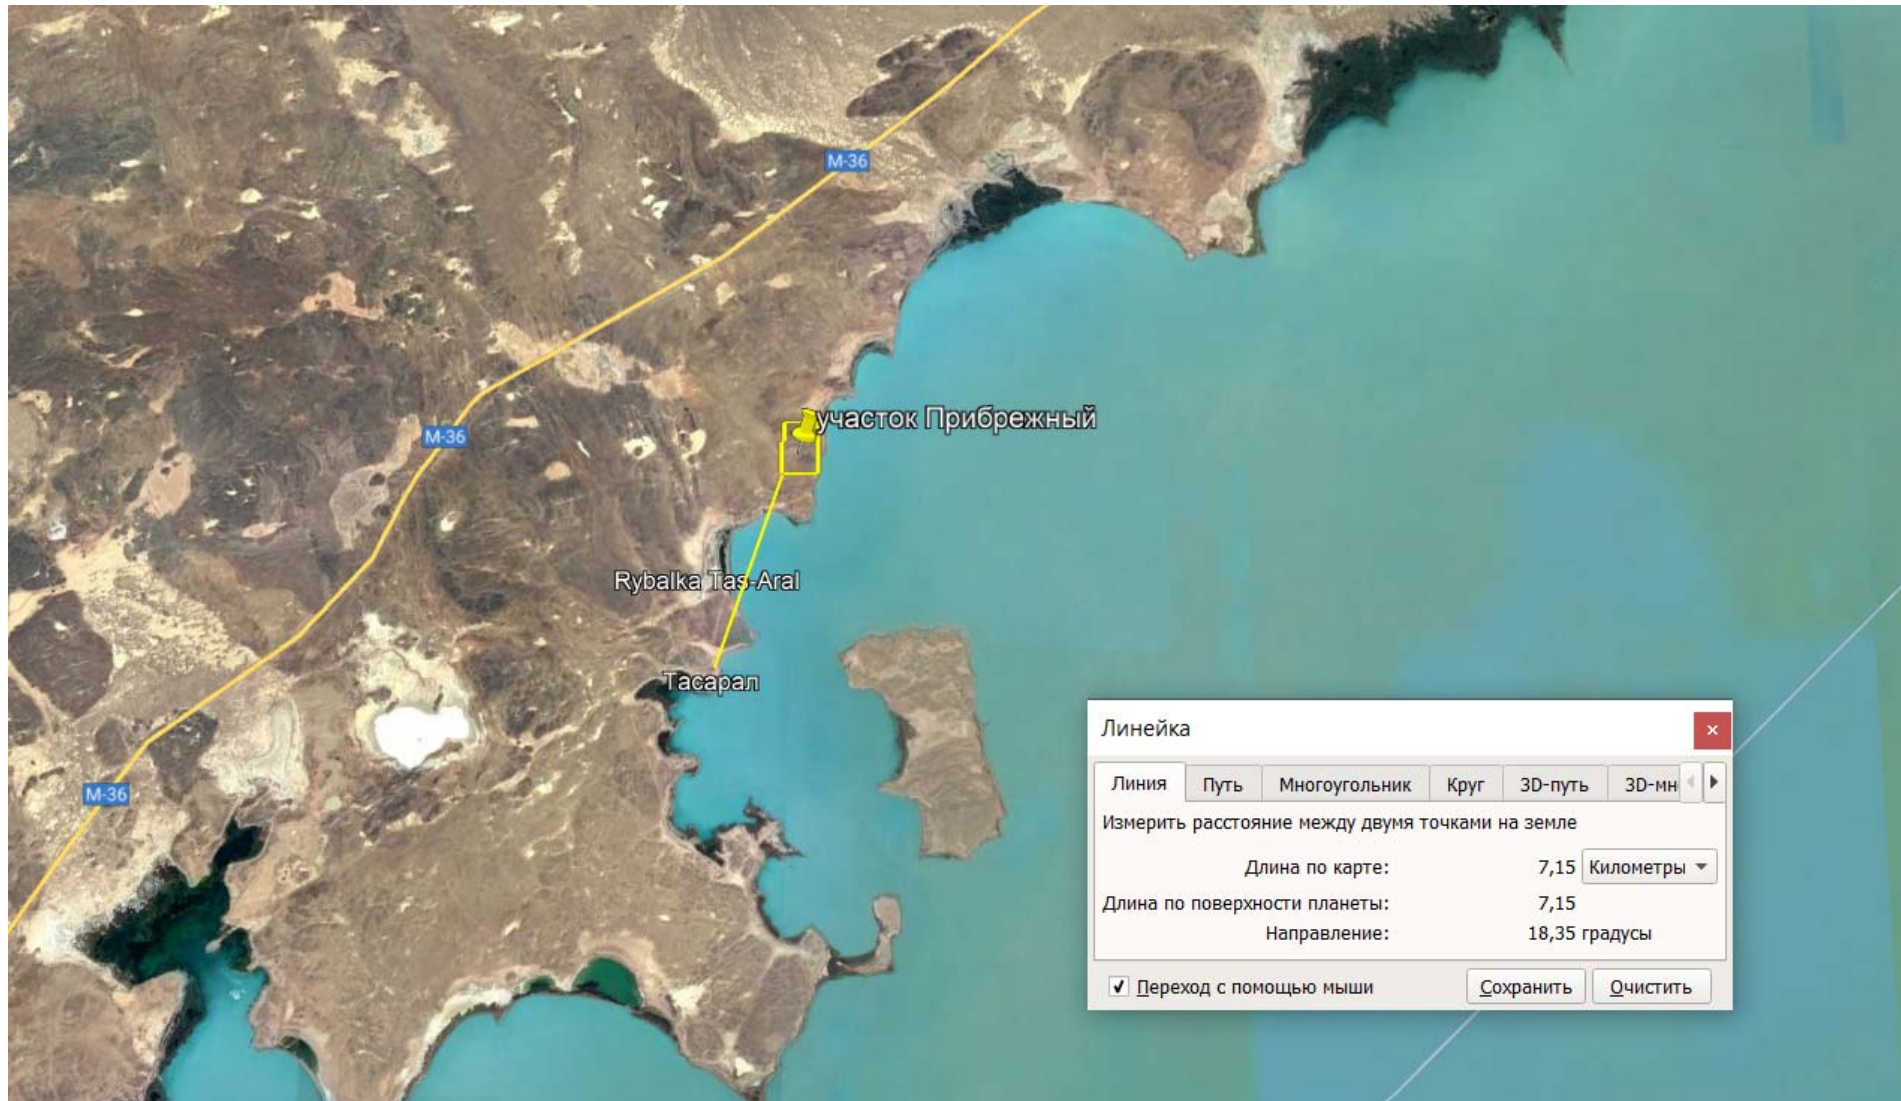 М-36
участок Прибрежный
М-36
Rybalka Tas-Aral
Тасарал
М-36
Линейка
Линия Путь Многоугольник Круг 3D-путь 3D-мн
Измерить расстояние между двумя точками на земле
Длина по карте: 7,15 Километры
Длина по поверхности планеты: 7,15
Направление: 18,35 градусы
Переход с помощью мыши Сохранить Очистить